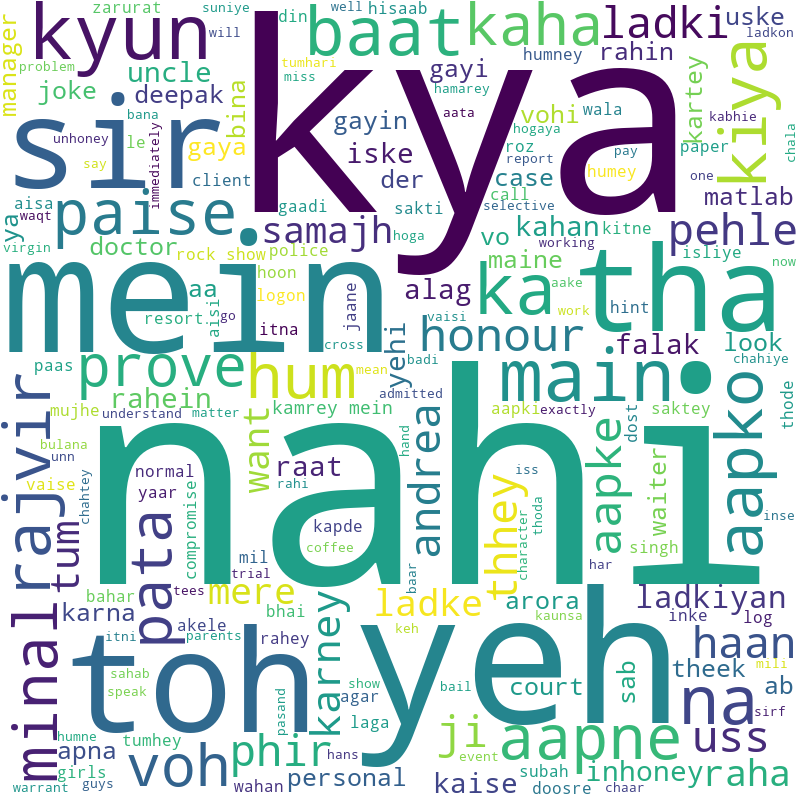 zarurat
suniye
din
hisaab
bina
well
ladkon
will
kya
kyun
baat
kaha
ladki
uske
manager
problem
uncle
tumhari
miss
gayi
humney
rahin
joke
deepak
hamarey
aata
vohi
wala
kartey
kabhie
kiya
chala
sir
unhoney
bana
le
gaya
gayin
iske
hogaya
roz
report
pay
paper
say
immediately
client
der
case
humey
one
aisa
ya
waqt
paise
gaadi
sakti
selective
call
matlab
virgin
doctor
rock show
police
samajh
hoga
vo
kahan
kitne
pehle
working
maine
isliye
now
mein
hoon
jaane
aa
logon
alag
ka
aake
work
tha
resort
aisi
go
itna
cross
yehi
vaisi
honour
hint
falak
look
chahiye
paas
prove
hum
badi
mean
main
admitted
rajvir
rahein
mujhe
understand
matter
kamrey mein
aapki
exactly
dost
saktey
aapko
thode
bulana
unn
want
hand
andrea
nahi
vaise
chahtey
normal
raat
rahi
yaar
iss
aapke
waiter
inse
tum
pata
compromise
kapde
coffee
thhey
character
thoda
mil
trial
singh
har
minal
bahar
tees
mere
baar
ladke
arora
kaunsa
ladkiyan
karna
bhai
keh
inke
log
itni
akele
parents
rahey
karney
toh
yeh
haan
sahab
speak
pasand
show
agar
bail
court
sab
theek
mili
ab
na
sirf
humne
tumhey
laga
ji
aapne
uss
apna
voh
phir
hans
event
girls
guys
wahan
personal
kaise
subah
doosre
inhoney
chaar
raha
warrant